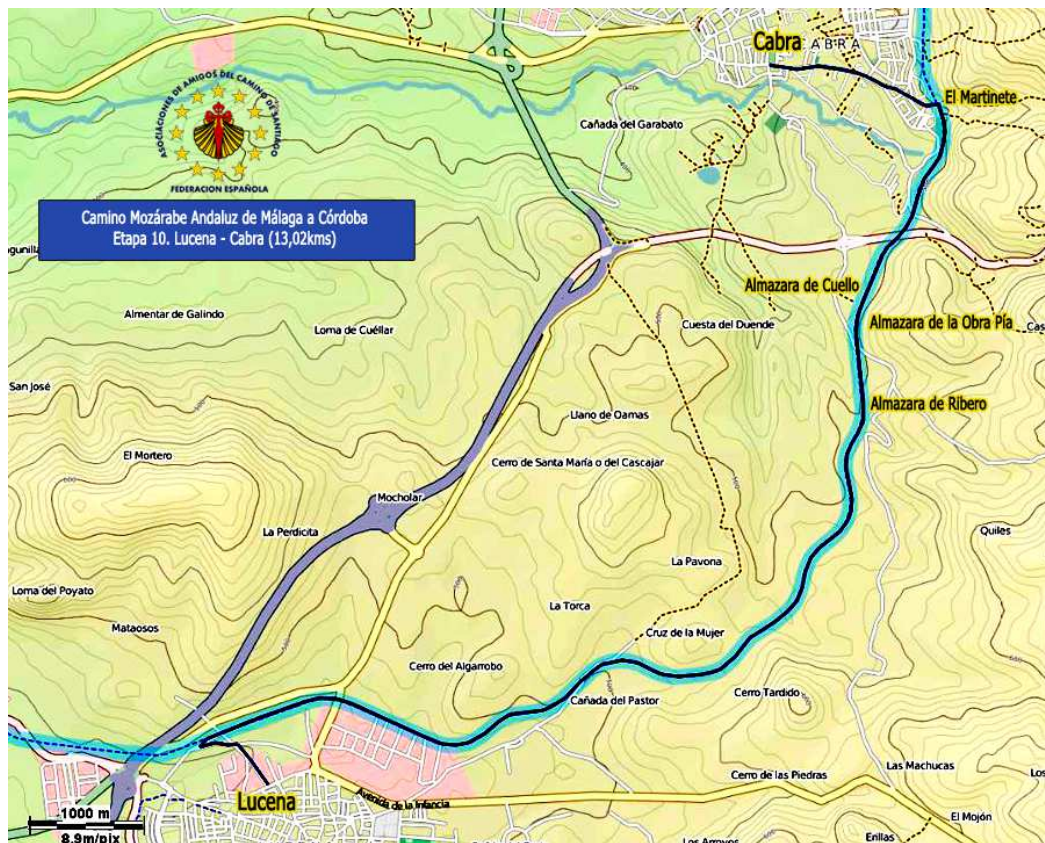 Cabra
ABRA
El Martinete
Cañada del Garabato
ASOCIACIONES DE AMIGOS DEL CAMINO DE SANTIAGO
FEDERACION ESPAÑOLA
Camino Mozárabe Andaluz de Málaga a Córdoba
Etapa 10. Lucena - Cabra (13,02kms)
Almazara de Cuello
Almentar de Galindo
Loma de Cuéllar
Cuesta del Duende
Almazara de la Obra Pía
San José
Almazara de Ribero
Llano de Oamas
El Mortero
Cerro de Santa María o del Cascajar
Mocholar
La Perdicita
Quiles
La Pavona
Loma del Poyato
La Torca
Mataosos
Cruz de la Mujer
Cerro del Algarrobo
Cañada del Pastor
Cerro Tardido
Las Machucas
Cerro de las Piedras
Lucena
Avenida de la Infancia
1000 m
8.9m/pix
El Mojón
Erillas
Los Arroyos